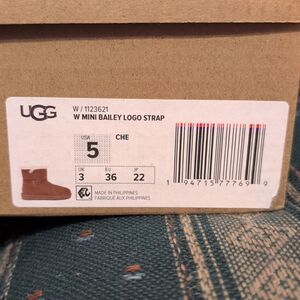 UGG
W / 1123621
W MINI BAILEY LOGO STRAP
USA
5
CHE
UK EU JP
3 36 22
MADE IN PHILIPPINES
FABRIQUÉ AUX PHILIPPINES
1 94715 77769 9